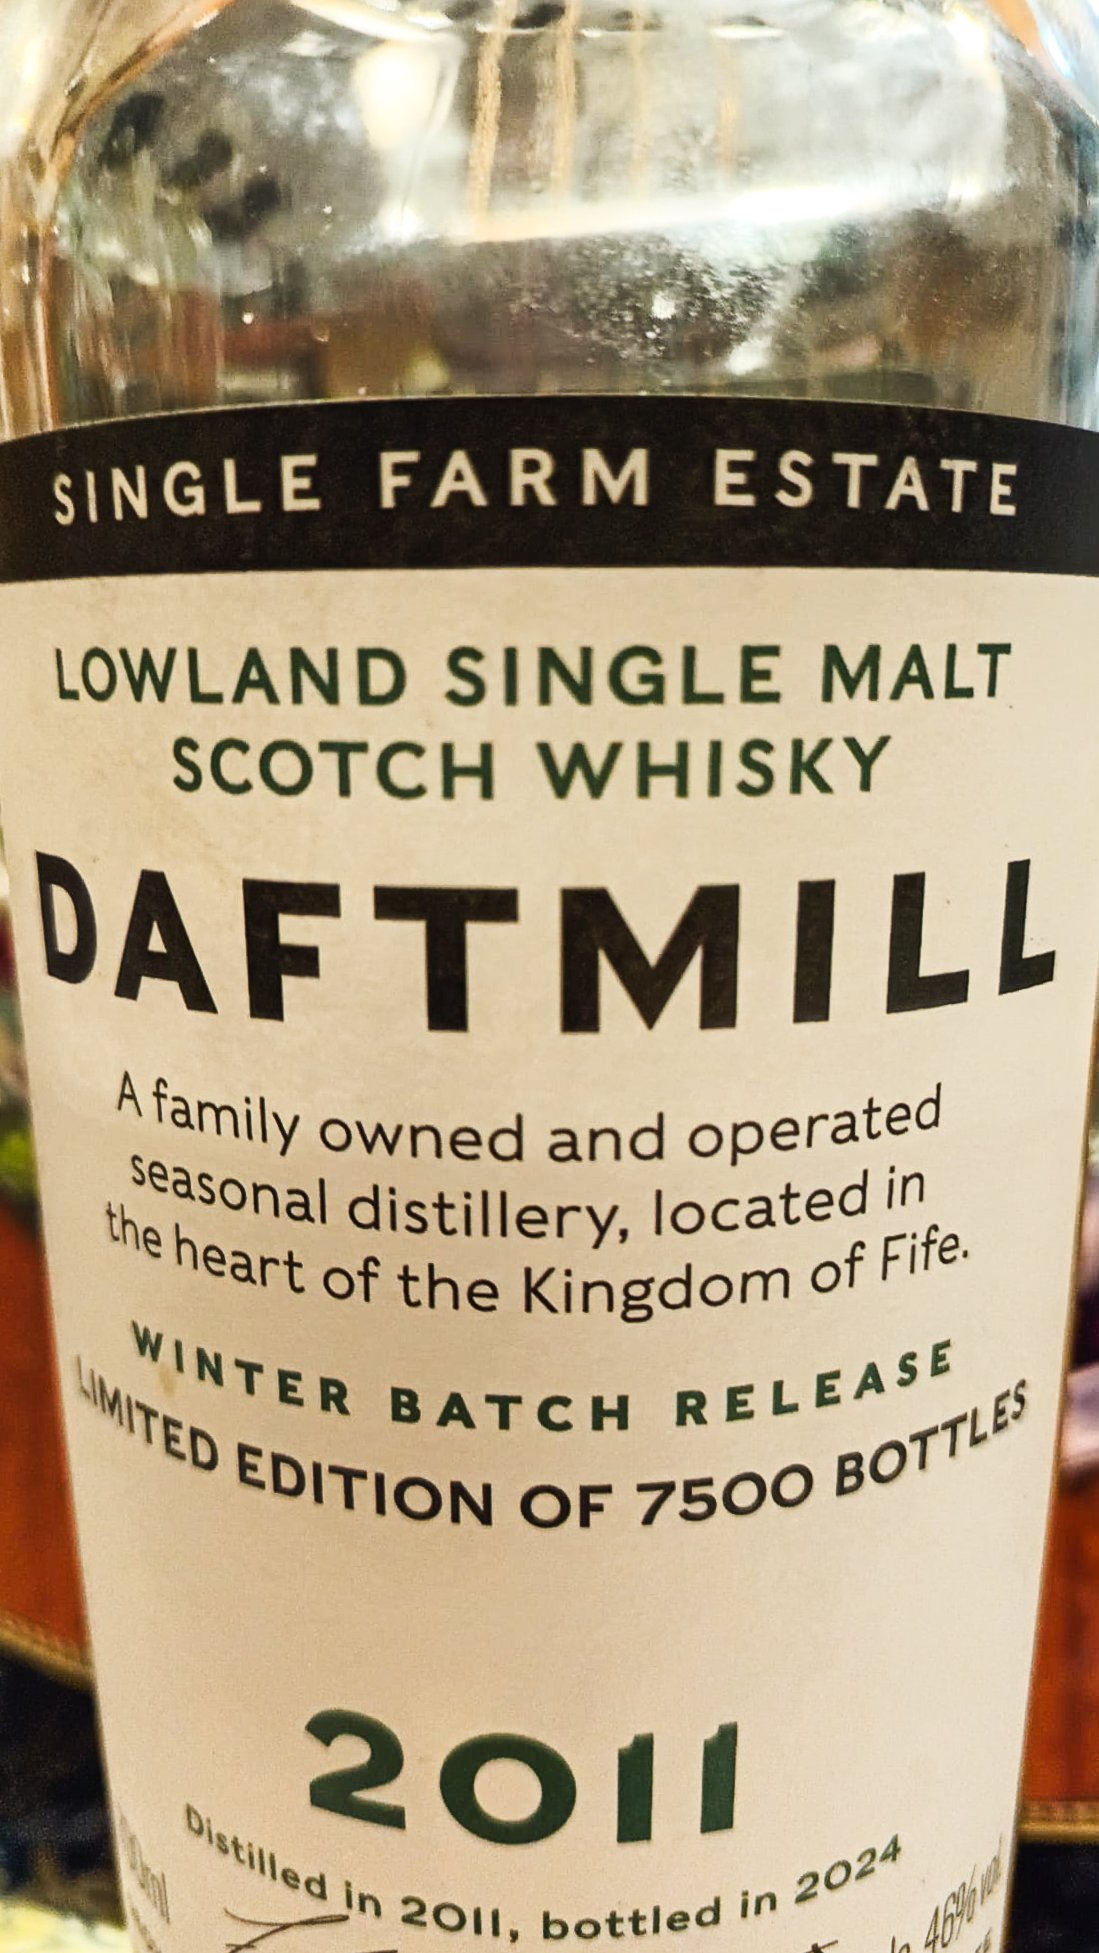 SINGLE FARM ESTATE
LOWLAND SINGLE MALT
SCOTCH WHISKY
DAFTMILL
A family owned and operated
seasonal distillery, located in
the heart of the Kingdom of Fife.
WINTER BATCH RELEASE
LIMITED EDITION OF 7500 BOTTLES
2011
Distilled in 2011, bottled in 2024
46% vol